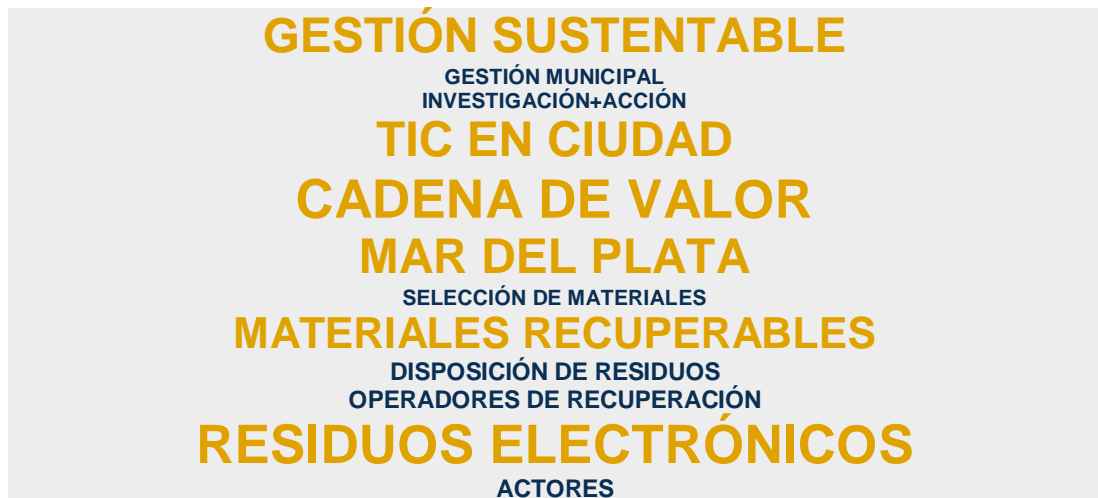 GESTIÓN SUSTENTABLE
GESTIÓN MUNICIPAL
INVESTIGACIÓN+ACCIÓN
TIC EN CIUDAD
CADENA DE VALOR
MAR DEL PLATA
SELECCIÓN DE MATERIALES
MATERIALES RECUPERABLES
DISPOSICIÓN DE RESIDUOS
OPERADORES DE RECUPERACIÓN
RESIDUOS ELECTRÓNICOS
ACTORES